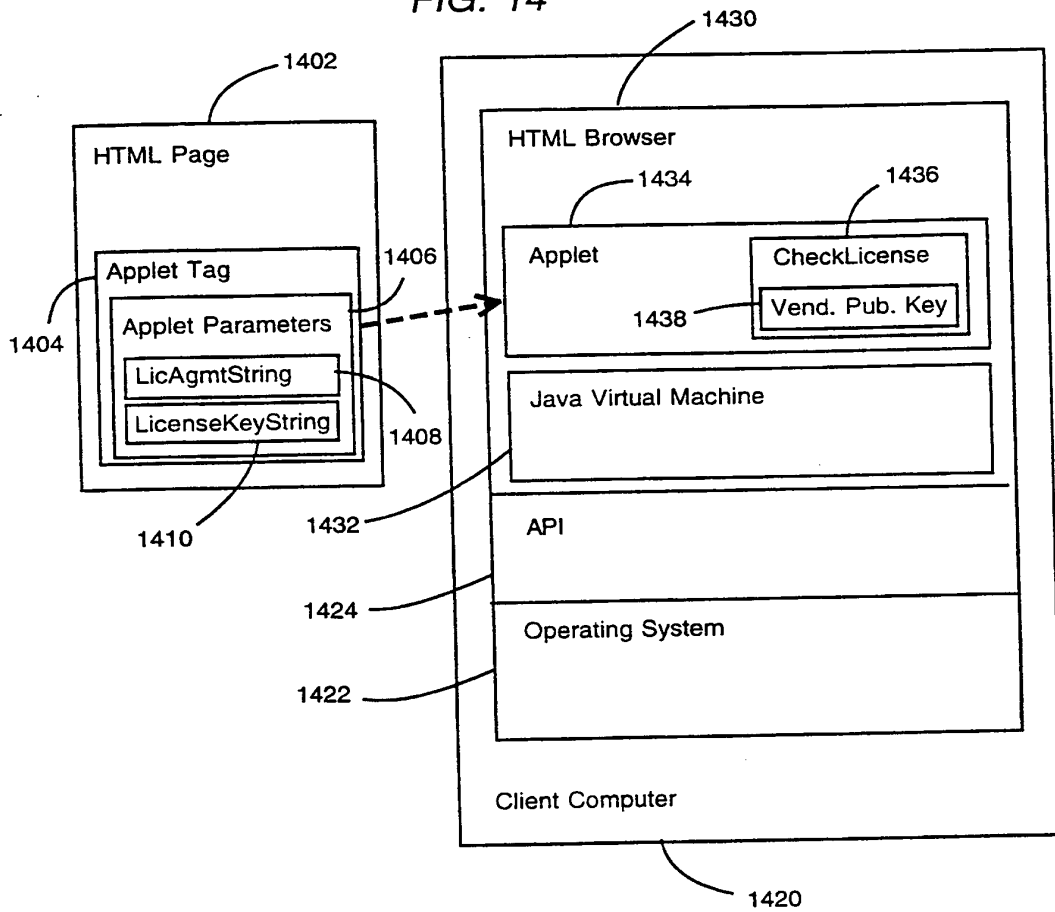 FIG. 14
1430
1402
HTML Page
HTML Browser
1434
1436
1406
Applet Tag
Applet
CheckLicense
Applet Parameters
1438
Vend. Pub. Key
1404
LicAgmtString
Java Virtual Machine
LicenseKeyString
1408
1432
1410
API
1424
Operating System
1422
Client Computer
1420